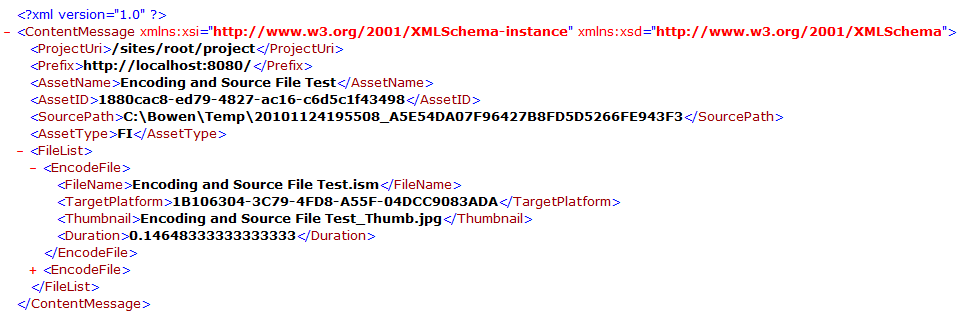 <?xml version="1.0" ?>
- <ContentMessage xmlns:xsi="http://www.w3.org/2001/XMLSchema-instance" xmlns:xsd="http://www.w3.org/2001/XMLSchema">
<ProjectUri>/sites/root/project</ProjectUri>
<Prefix>http://localhost:8080/</Prefix>
<AssetName>Encoding and Source File Test</AssetName>
<AssetID>1880cac8-ed79-4827-ac16-c6d5c1f43498</AssetID>
<SourcePath>C:\Bowen\Temp\20101124195508_A5E54DA07F96427B8FD5D5266FE943F3</SourcePath>
<AssetType>FI</AssetType>
- <FileList>
- <EncodeFile>
<FileName>Encoding and Source File Test.ism</FileName>
<TargetPlatform>1B106304-3C79-4FD8-A55F-04DCC9083ADA</TargetPlatform>
<Thumbnail>Encoding and Source File Test_Thumb.jpg</Thumbnail>
<Duration>0.14648333333333333</Duration>
</EncodeFile>
+ <EncodeFile>
</FileList>
</ContentMessage>